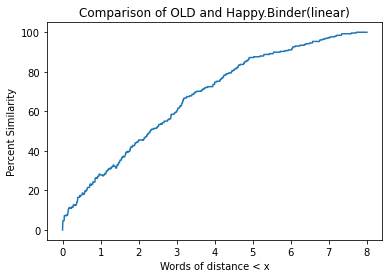 Comparison of OLD and Happy.Binder(linear)
Percent Similarity
100
80
60
40
20
0
0 1 2 3 4 5 6 7 8
Words of distance < x